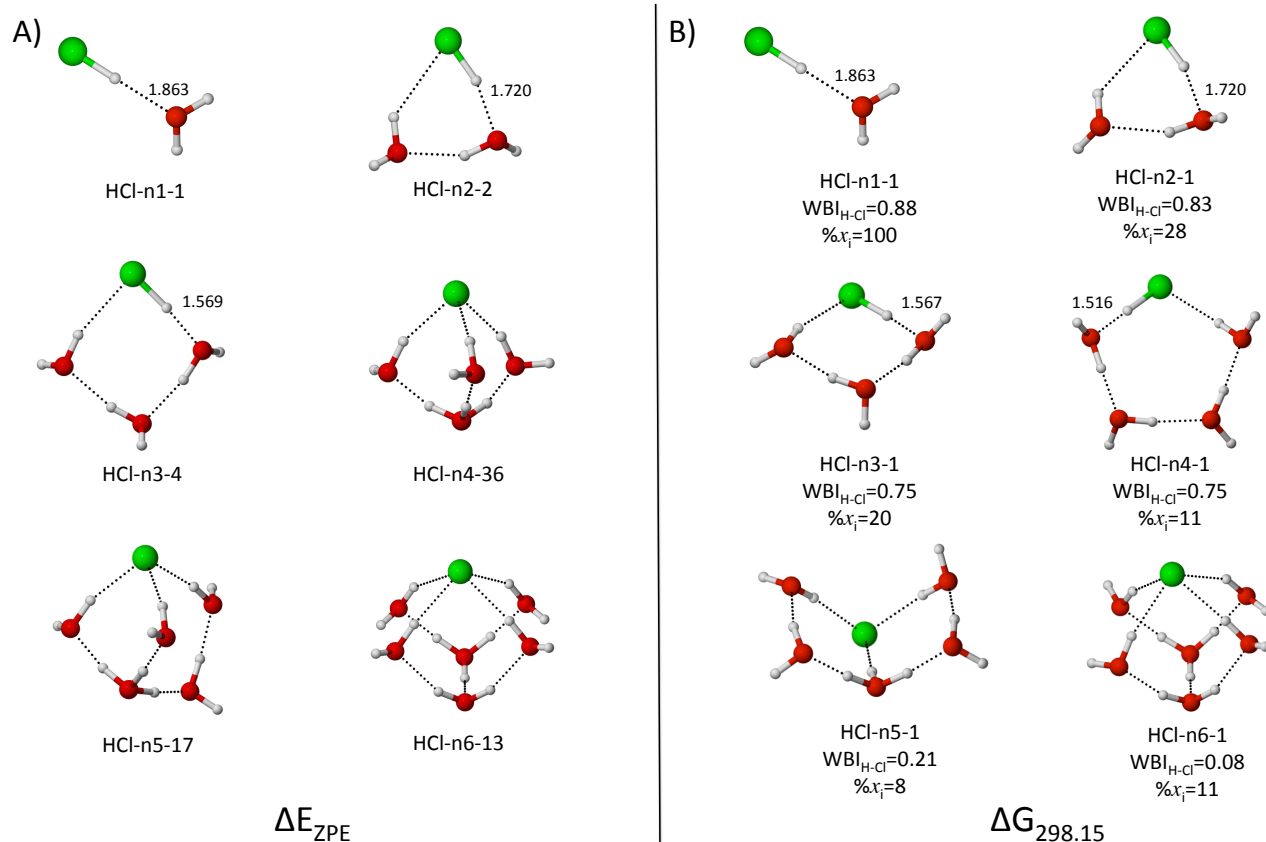 A)
1.863
HCl-n1-1
1.720
HCl-n2-2
1.569
HCl-n3-4
HCl-n4-36
HCl-n5-17
HCl-n6-13
ΔE_ZPE
B)
1.863
HCl-n1-1
WBI_H-Cl=0.88
%x_i=100
1.720
HCl-n2-1
WBI_H-Cl=0.83
%x_i=28
1.567
HCl-n3-1
WBI_H-Cl=0.75
%x_i=20
1.516
HCl-n4-1
WBI_H-Cl=0.75
%x_i=11
HCl-n5-1
WBI_H-Cl=0.21
%x_i=8
HCl-n6-1
WBI_H-Cl=0.08
%x_i=11
ΔG_298.15